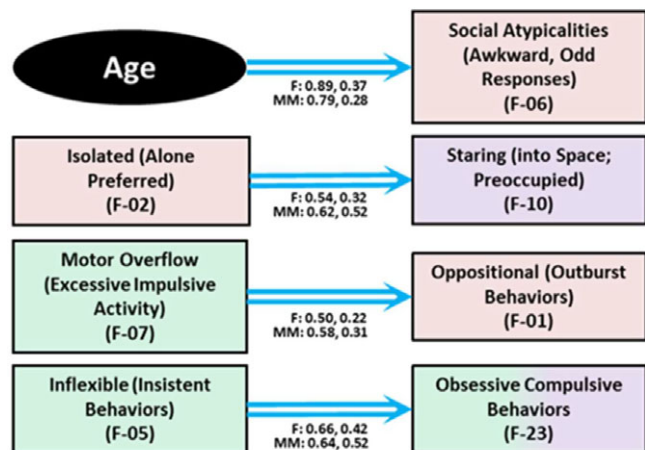 Age
F: 0.89, 0.37
MM: 0.79, 0.28
Social Atypicalities
(Awkward, Odd
Responses)
(F-06)
Isolated (Alone
Preferred)
(F-02)
F: 0.54, 0.32
MM: 0.62, 0.52
Staring (into Space;
Preoccupied)
(F-10)
Motor Overflow
(Excessive Impulsive
Activity)
(F-07)
F: 0.50, 0.22
MM: 0.58, 0.31
Oppositional (Outburst
Behaviors)
(F-01)
Inflexible (Insistent
Behaviors)
(F-05)
F: 0.66, 0.42
MM: 0.64, 0.52
Obsessive Compulsive
Behaviors
(F-23)